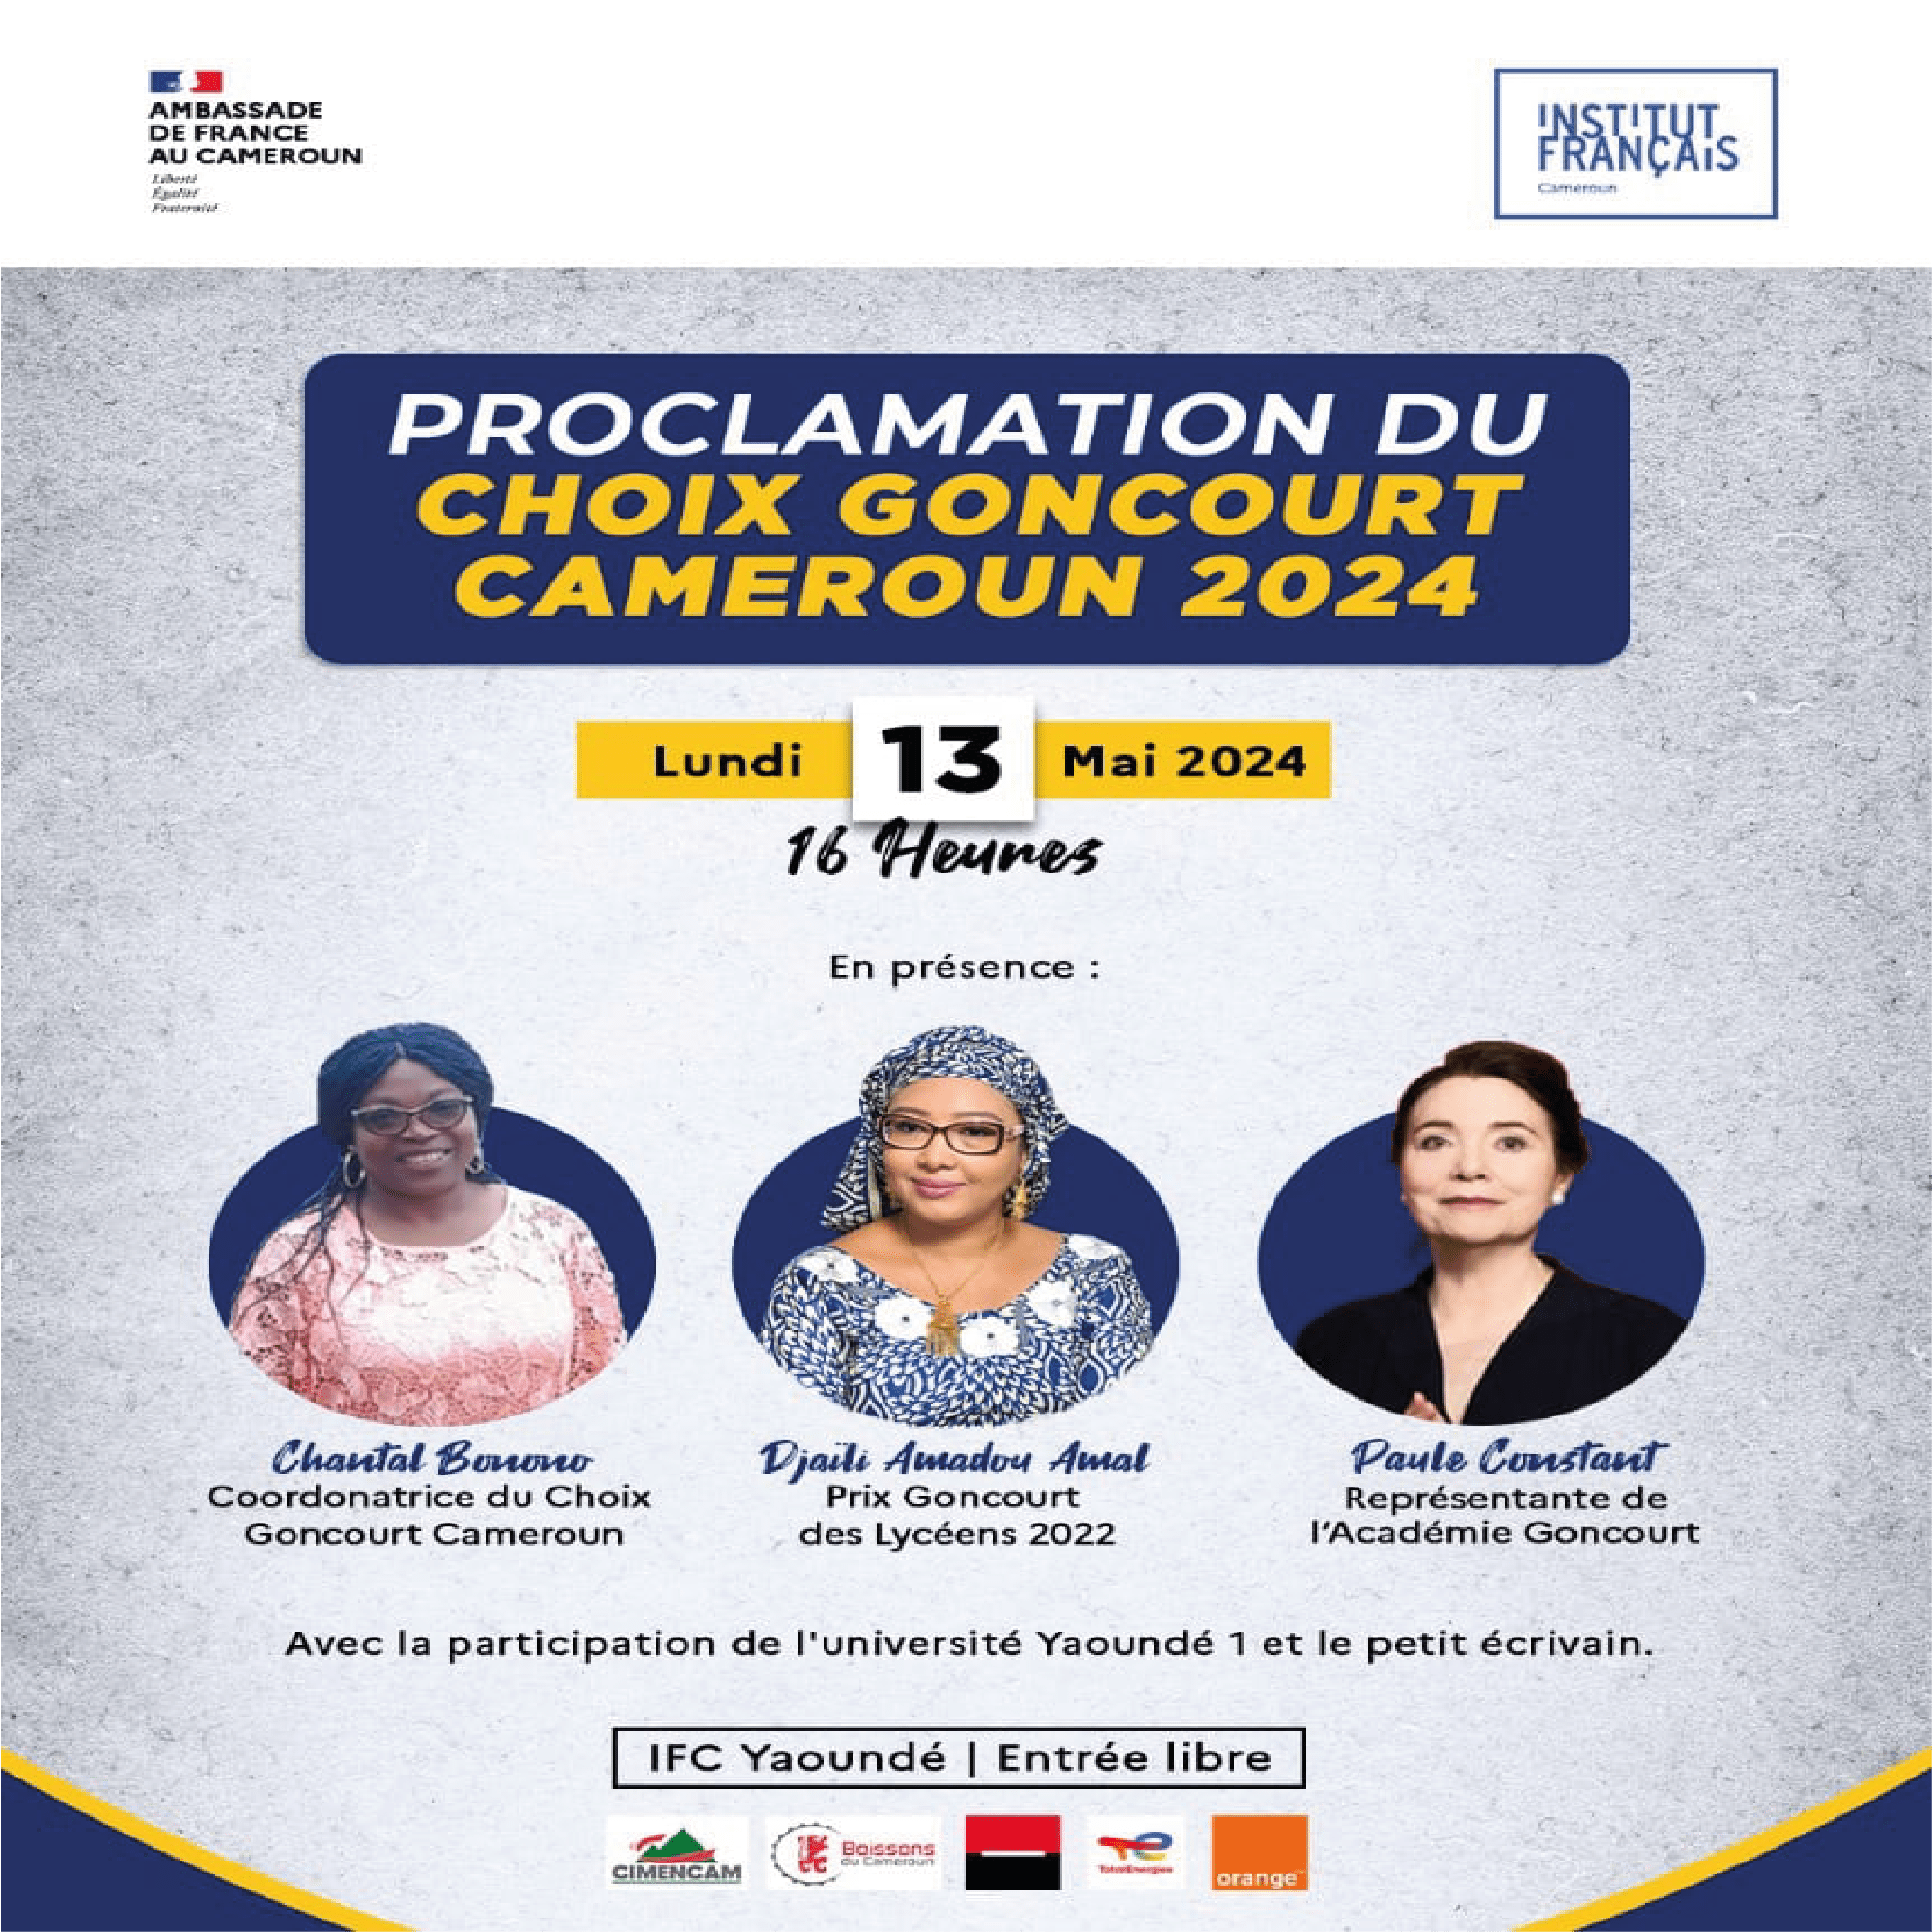 AMBASSADE
DE FRANCE
AU CAMEROUN
Liberté
Égalité
Fraternité
INSTITUT
FRANÇAIS
Cameroun
PROCLAMATION DU
CHOIX GONCOURT
CAMEROUN 2024
Lundi 13 Mai 2024
16 Heures
En présence :
Chantal Bonono
Coordonatrice du Choix
Goncourt Cameroun
Djaïli Amadou Amal
Prix Goncourt
des Lycéens 2022
Paule Constant
Représentante de
l'Académie Goncourt
Avec la participation de l'université Yaoundé 1 et le petit écrivain.
IFC Yaoundé | Entrée libre
CIMENCAM
Boissons
du Cameroun
TotalEnergies
orange